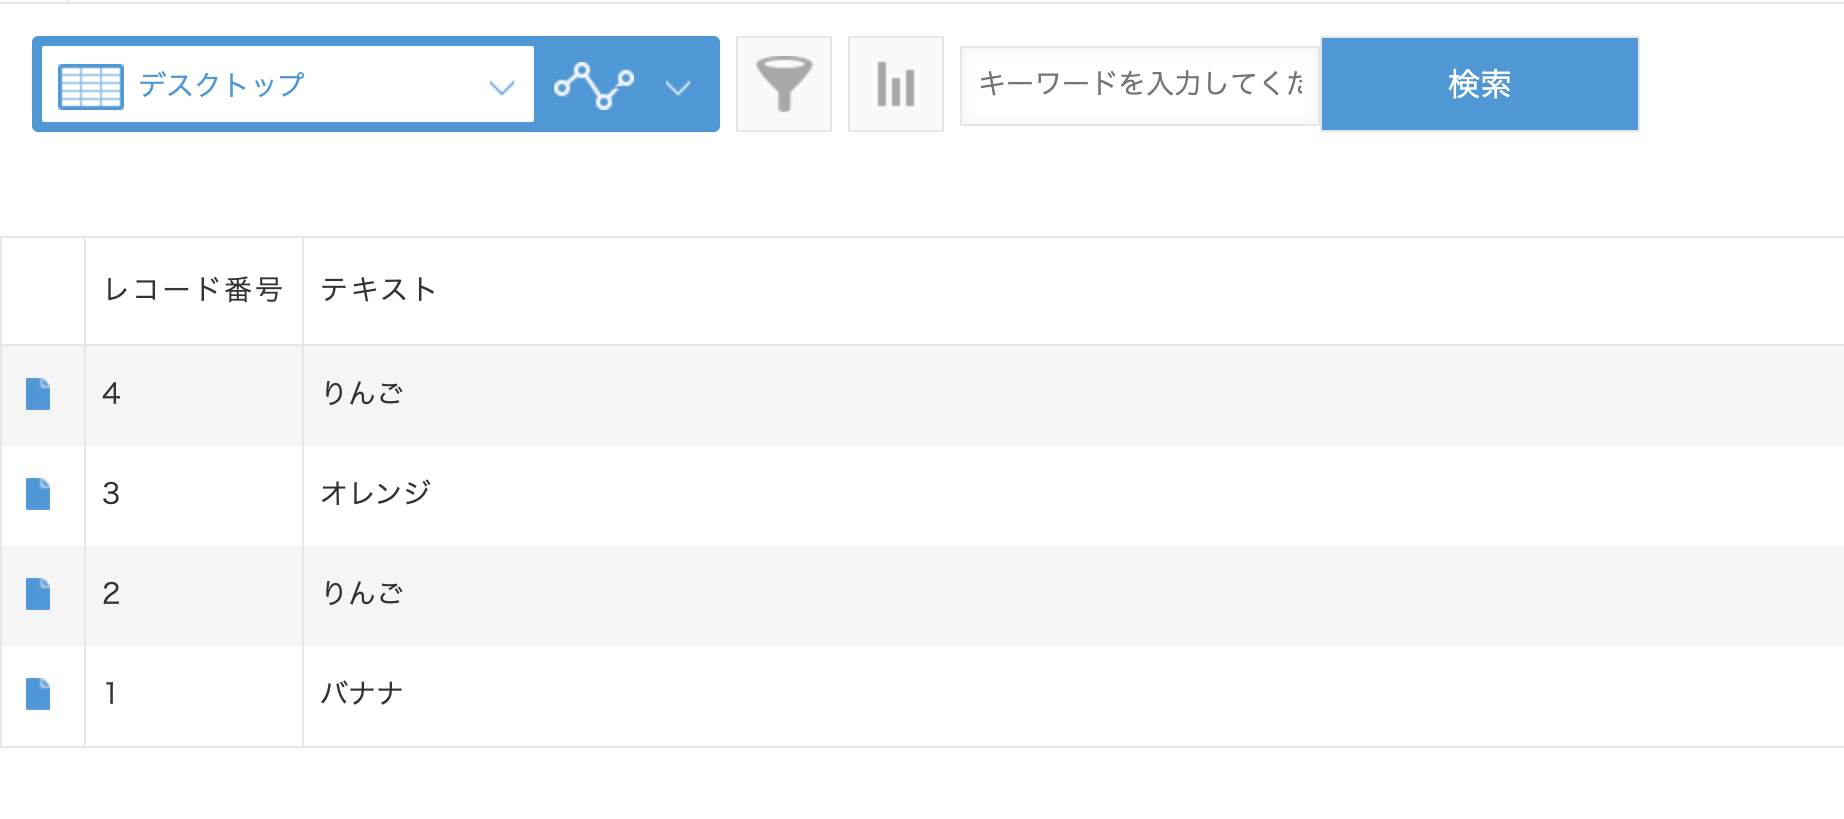 デスクトップ
キーワードを入力してくだ
検索
レコード番号 テキスト
4 りんご
3 オレンジ
2 りんご
1 バナナ